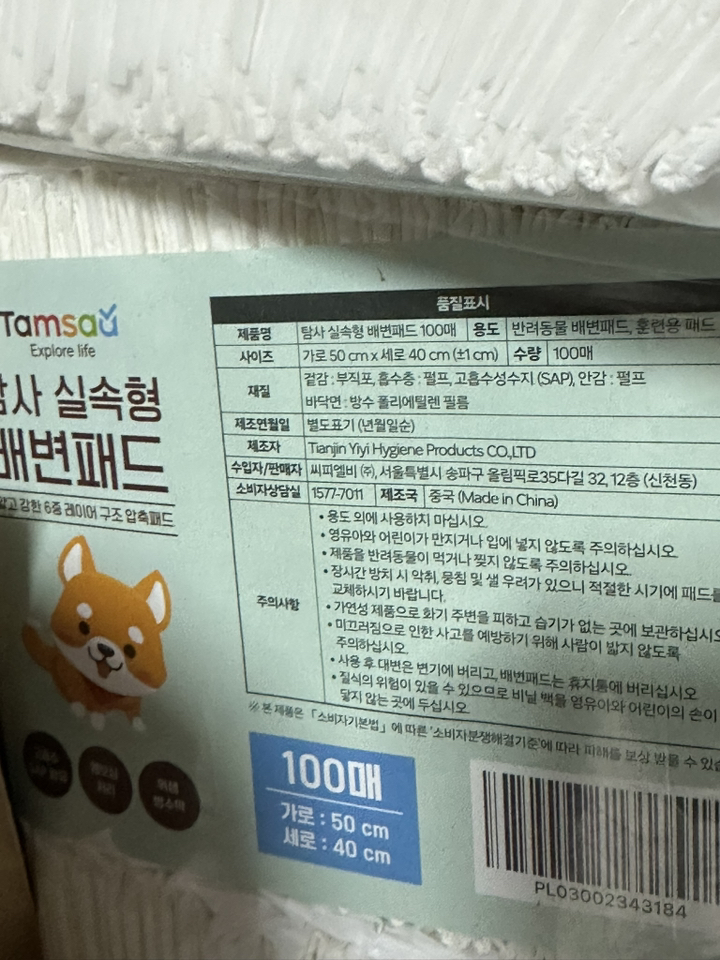 Tamsaa
Explore life
탐사 실속형
배변패드
얇고 강한 6중 레이어 구조 압축패드
품질표시
제품명 탐사 실속형 배변패드 100매 용도 반려동물 배변패드, 훈련용 패드
사이즈 가로 50 cm x 세로 40 cm (±1 cm) 수량 100매
재질 겉감 : 부직포, 흡수층 : 펄프, 고흡수성수지 (SAP), 안감 : 펄프
바닥면 : 방수 폴리에틸렌 필름
제조연월일 별도표기 (년월일순)
제조자 Tianjin Yiyi Hygiene Products CO.,LTD
수입자/판매자 씨피엘비 ㈜, 서울특별시 송파구 올림픽로35다길 32, 12층 (신천동)
소비자상담실 1577-7011 제조국 중국 (Made in China)
주의사항
• 용도 외에 사용하지 마십시오.
• 영유아와 어린이가 만지거나 입에 넣지 않도록 주의하십시오.
• 제품을 반려동물이 먹거나 찢지 않도록 주의하십시오.
• 장시간 방치 시 악취, 뭉침 및 샐 우려가 있으니 적절한 시기에 패드를
교체하시기 바랍니다.
• 가연성 제품으로 화기 주변을 피하고 습기가 없는 곳에 보관하십시오
• 미끄러짐으로 인한 사고를 예방하기 위해 사람이 밟지 않도록
주의하십시오.
• 사용 후 대변은 변기에 버리고, 배변패드는 휴지통에 버리십시오.
• 질식의 위험이 있을 수 있으므로 비닐 백을 영유아와 어린이의 손이
닿지 않는 곳에 두십시오.
※ 본 제품은 「소비자기본법」에 따른 '소비자분쟁해결기준'에 따라 피해를 보상 받을 수 있습
100매
가로 : 50 cm
세로 : 40 cm
PL03002343184